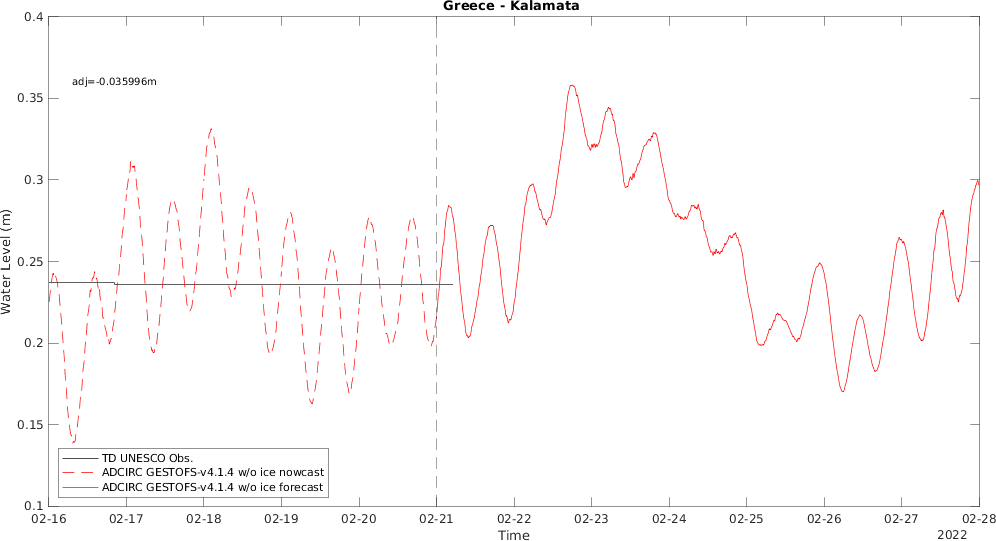 Greece - Kalamata
adj=-0.035996m
Water Level (m)
0.4
0.35
0.3
0.25
0.2
0.15
0.1
TD UNESCO Obs.
ADCIRC GESTOFS-v4.1.4 w/o ice nowcast
ADCIRC GESTOFS-v4.1.4 w/o ice forecast
02-16 02-17 02-18 02-19 02-20 02-21 02-22 02-23 02-24 02-25 02-26 02-27 02-28
Time
2022